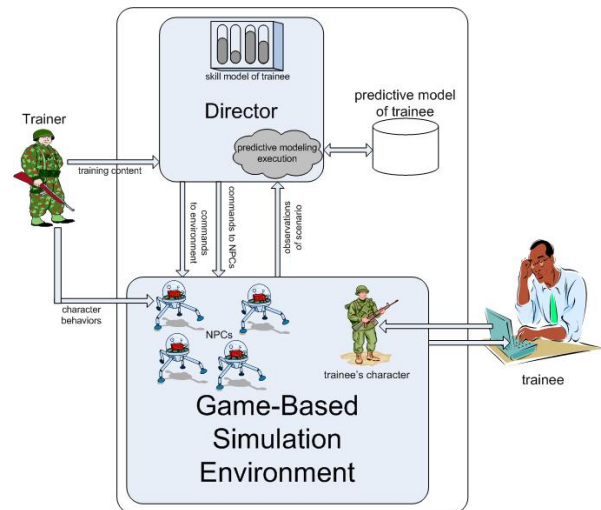 skill model of trainee
Director
predictive model
of trainee
Trainer
predictive modeling
execution
training content
commands
to environment
commands to NPCs
observations
of scenario
character
behaviors
NPCs
trainee's character
trainee
Game-Based
Simulation
Environment